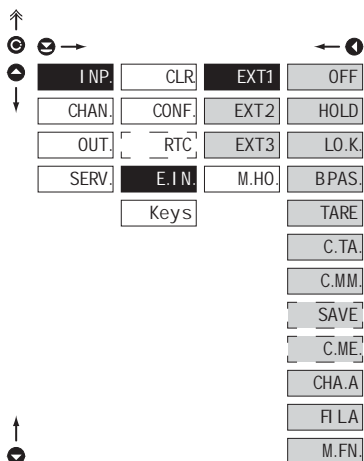 INP. CLR. EXT1 OFF
CHAN. CONF. EXT2 HOLD
OUT. RTC EXT3 LO.K.
SERV. E.IN. M.HO. BPAS.
Keys TARE
C.TA.
C.MM.
SAVE
C.ME.
CHA.A
FILA
M.FN.